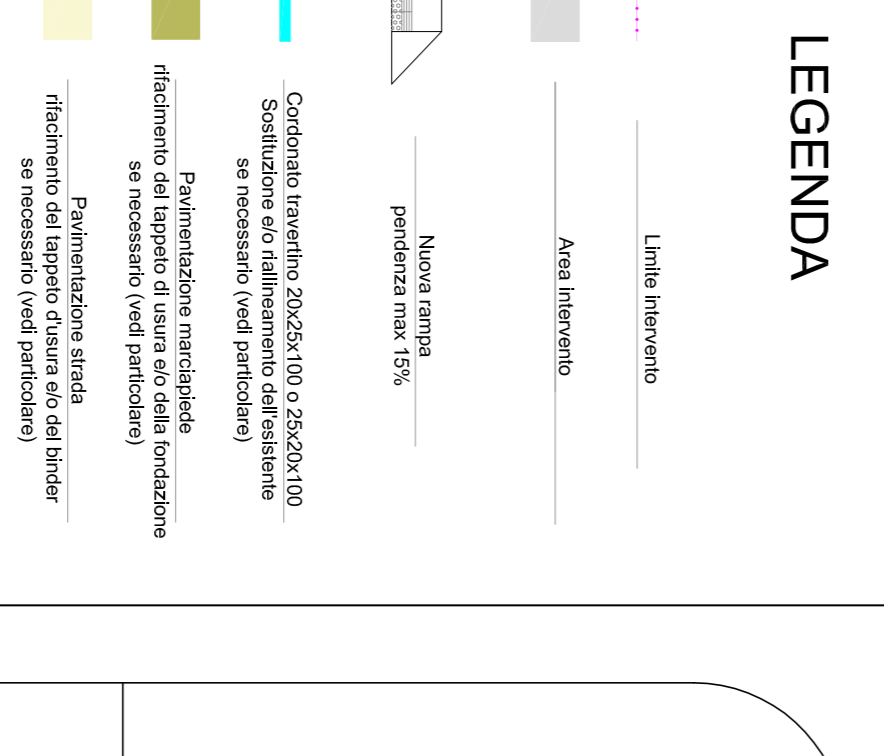 LEGENDA
Limite intervento
Area intervento
Nuova rampa
pendenza max 15%
Cordonato travertino 20x25x100 o 25x20x100
Sostituzione e/o riallineamento dell'esistente
se necessario (vedi particolare)
Pavimentazione marciapiede
rifacimento del tappeto di usura e/o della fondazione
se necessario (vedi particolare)
Pavimentazione strada
rifacimento del tappeto d'usura e/o del binder
se necessario (vedi particolare)